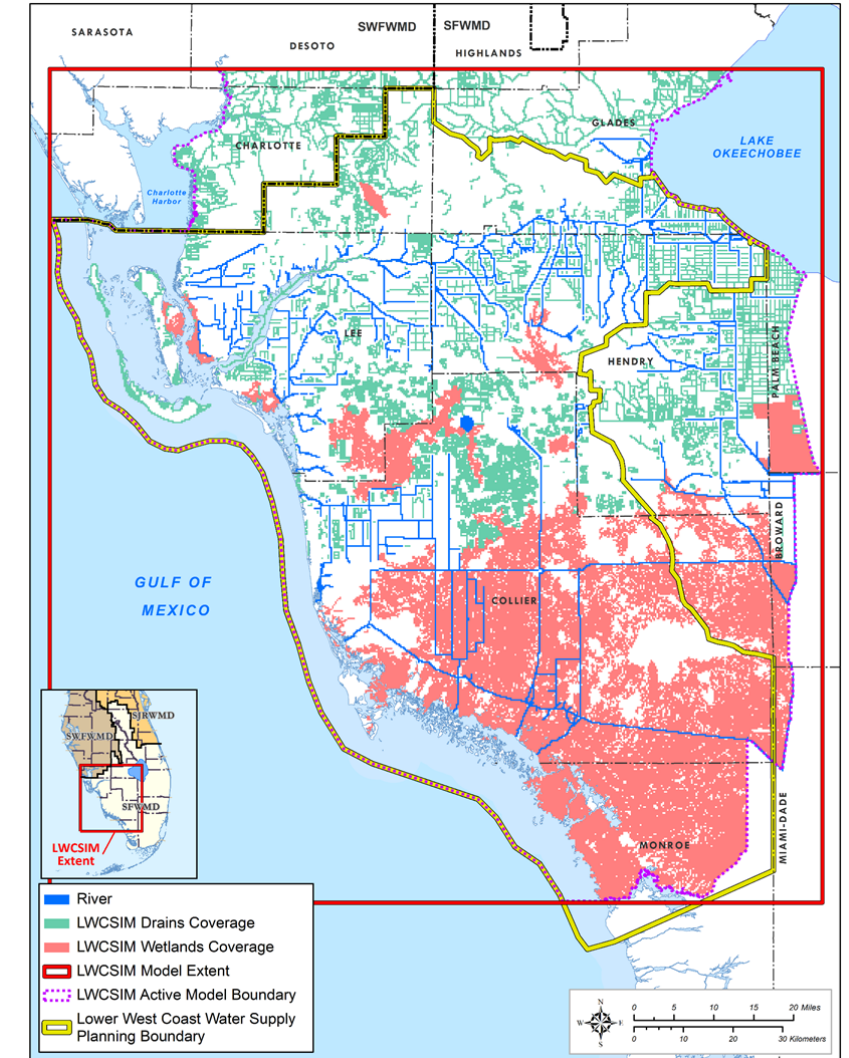 SARASOTA
SWFWMD
SFWMD
DESOTO
HIGHLANDS
GLADES
LAKE
OKEECHOBEE
CHARLOTTE
Charlotte
Harbor
LEE
HENDRY
PALM BEACH
BROWARD
GULF OF
MEXICO
COLLIER
SJRWMD
SWFWMD
SFWMD
LWCSIM
Extent
MIAMI-DADE
MONROE
River
LWCSIM Drains Coverage
LWCSIM Wetlands Coverage
LWCSIM Model Extent
LWCSIM Active Model Boundary
Lower West Coast Water Supply
Planning Boundary
N
W E
S
0 5 10 15 20 Miles
0 10 20 30 Kilometers